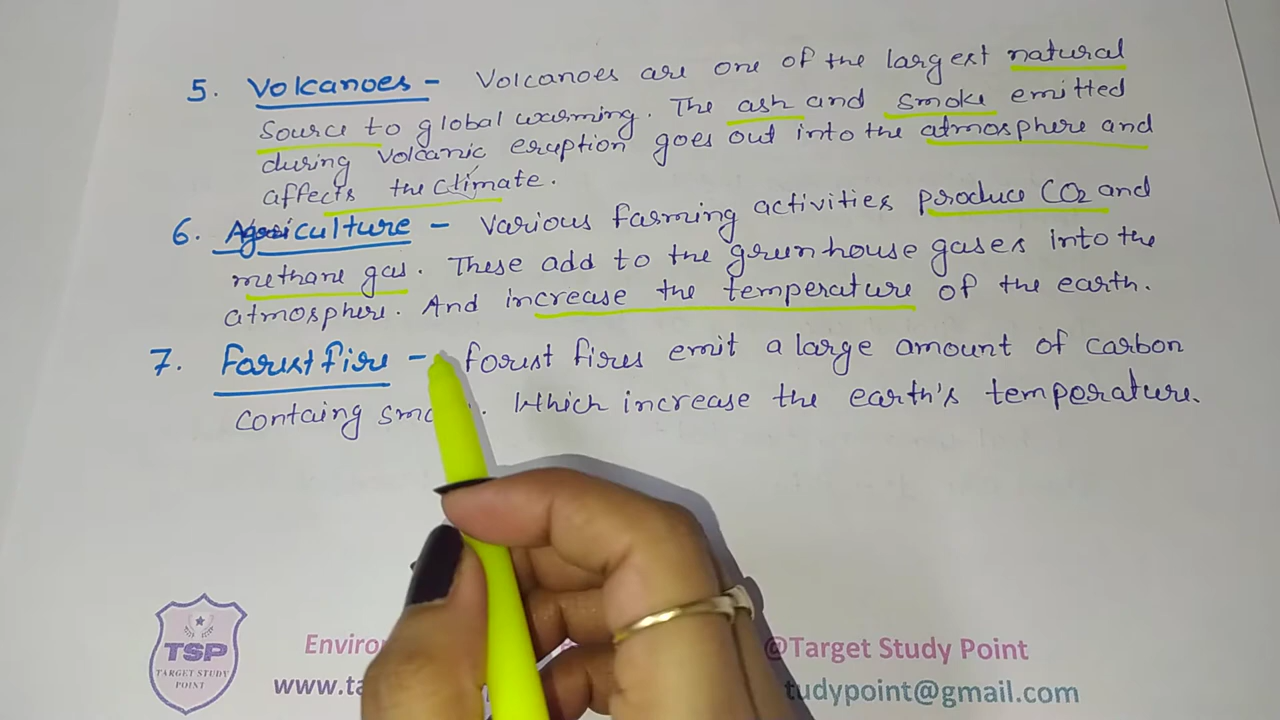 5. Volcanoes - Volcanoes are one of the largest natural
source to global warming. The ash and smoke emitted
during volcanic eruption goes out into the atmosphere and
affects the climate.
6. Agriculture - Various farming activities produce CO2 and
methane gas. These add to the greenhouse gases into the
atmosphere. And increase the temperature of the earth.
7. Forest fire - forest fires emit a large amount of carbon
containg . Which increase the earth's temperature.
TSP
TARGET STUDY
POINT
@Target Study Point
tudypoint@gmail.com